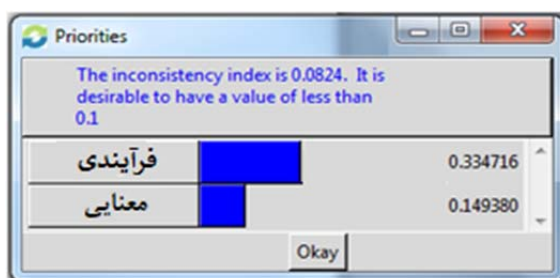 Priorities
The inconsistency index is 0.0824. It is
desirable to have a value of less than
0.1
فرآیندی 0.334716
معنایی 0.149380
Okay